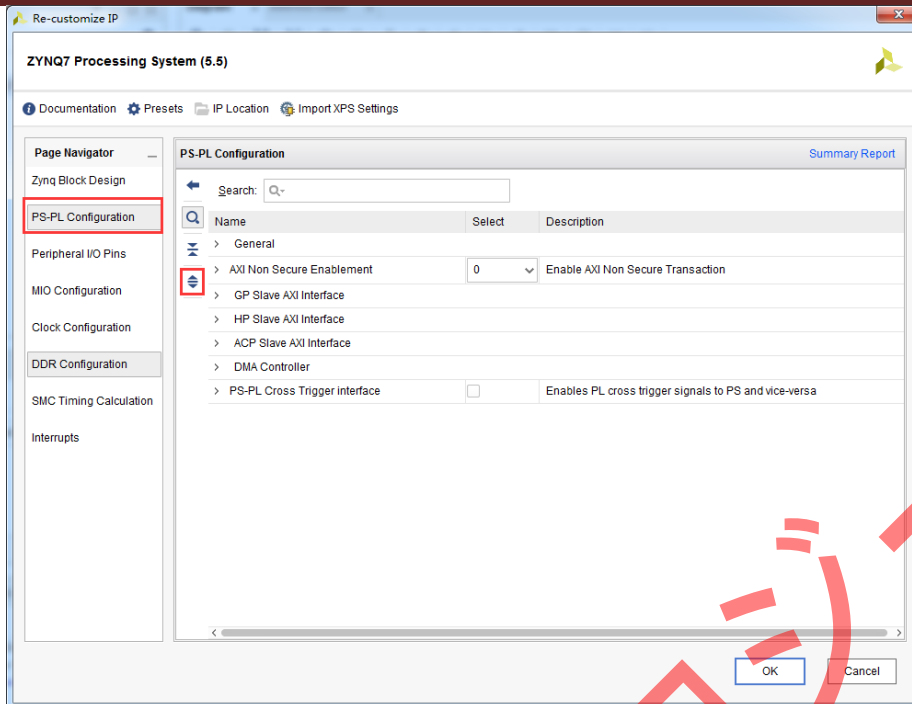 Re-customize IP
ZYNQ7 Processing System (5.5)
Documentation Presets IP Location Import XPS Settings
Page Navigator
Zynq Block Design
PS-PL Configuration
Peripheral I/O Pins
MIO Configuration
Clock Configuration
DDR Configuration
SMC Timing Calculation
Interrupts
PS-PL Configuration Summary Report
Search:
Name Select Description
General
AXI Non Secure Enablement 0 Enable AXI Non Secure Transaction
GP Slave AXI Interface
HP Slave AXI Interface
ACP Slave AXI Interface
DMA Controller
PS-PL Cross Trigger interface Enables PL cross trigger signals to PS and vice-versa
OK Cancel